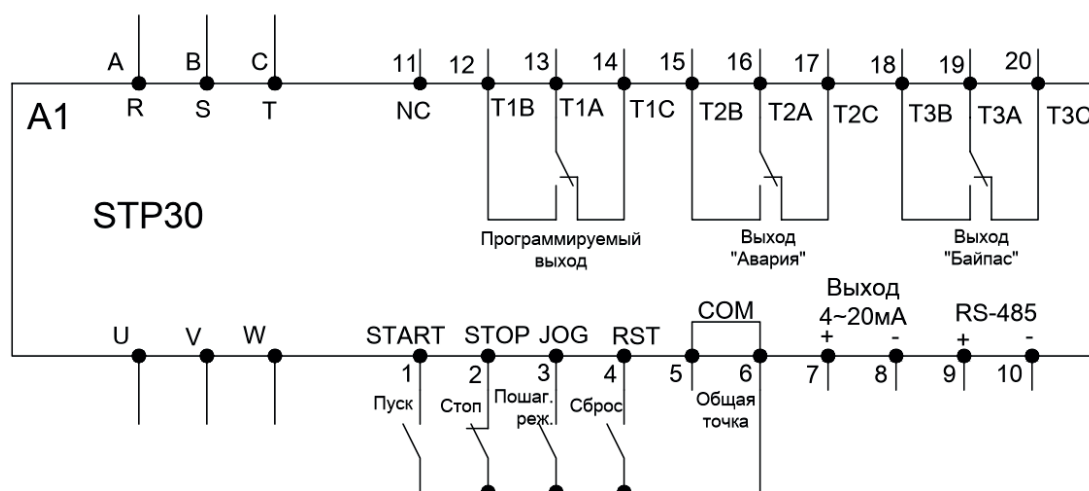 A B C 11 12 13 14 15 16 17 18 19 20
R S T NC T1B T1A T1C T2B T2A T2C T3B T3A T3C
A1
STP30
Программируемый
выход
Выход
"Авария"
Выход
"Байпас"
U V W START STOP JOG RST COM
Выход
4~20мА
+ -
RS-485
+ -
1 2 3 4 5 6 7 8 9 10
Пуск
Стоп
Пошаг.
реж.
Сброс
Общая
точка